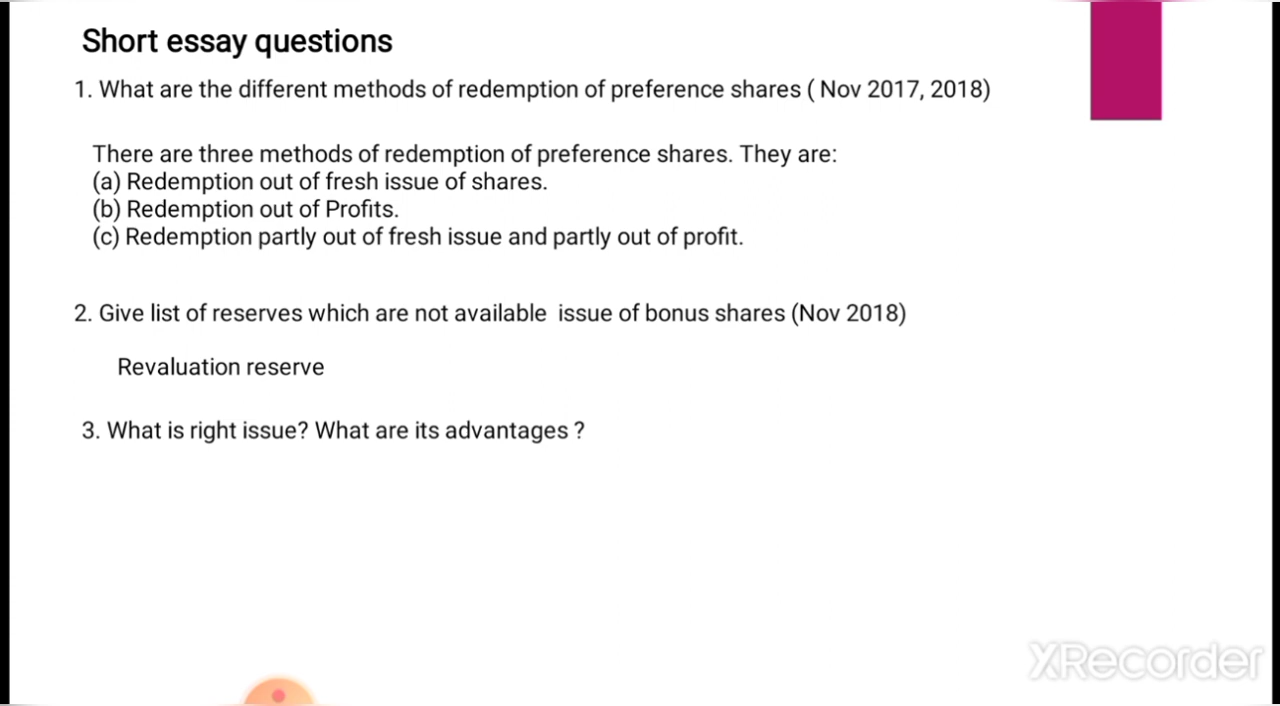 Short essay questions
1. What are the different methods of redemption of preference shares ( Nov 2017, 2018)
There are three methods of redemption of preference shares. They are:
(a) Redemption out of fresh issue of shares.
(b) Redemption out of Profits.
(c) Redemption partly out of fresh issue and partly out of profit.
2. Give list of reserves which are not available  issue of bonus shares (Nov 2018)
Revaluation reserve
3. What is right issue? What are its advantages ?
XRecorder